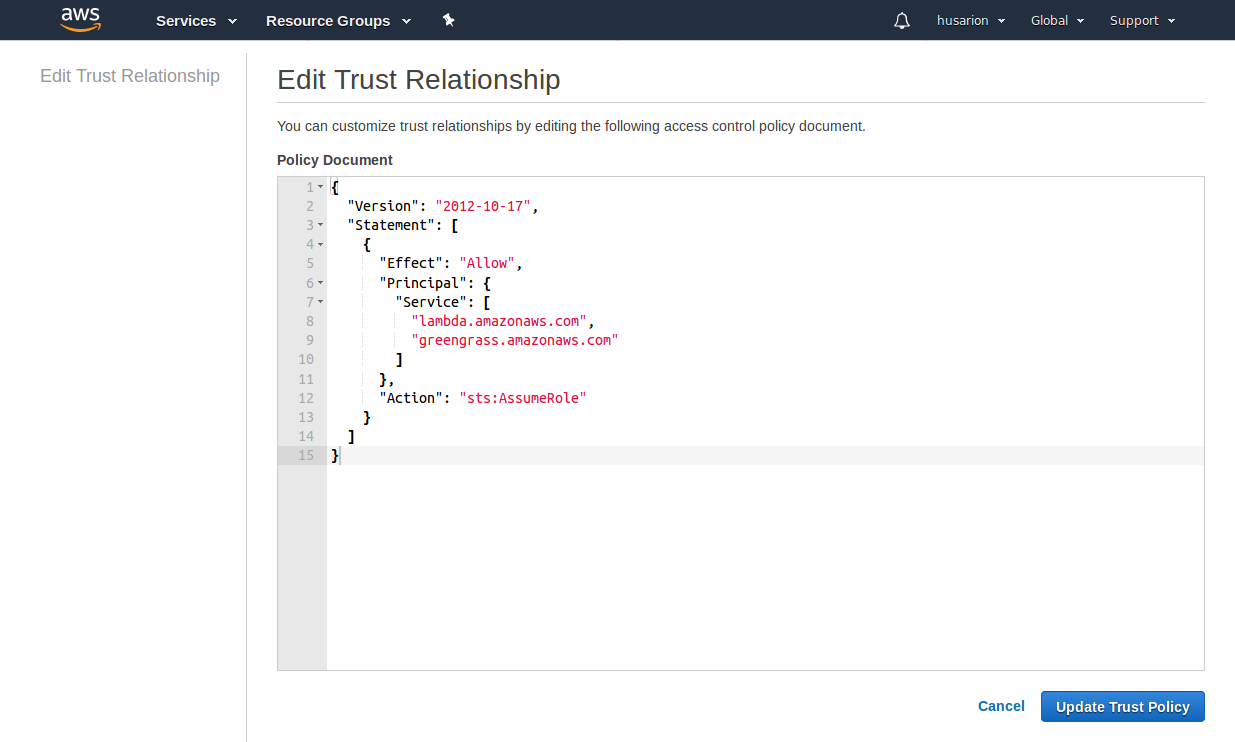 aws Services Resource Groups husarion Global Support
Edit Trust Relationship
Edit Trust Relationship
You can customize trust relationships by editing the following access control policy document.
Policy Document
1 {
2 "Version": "2012-10-17",
3 "Statement": [
4 {
5 "Effect": "Allow",
6 "Principal": {
7 "Service": [
8 "lambda.amazonaws.com",
9 "greengrass.amazonaws.com"
10 ]
11 },
12 "Action": "sts:AssumeRole"
13 }
14 ]
15 }
Cancel Update Trust Policy